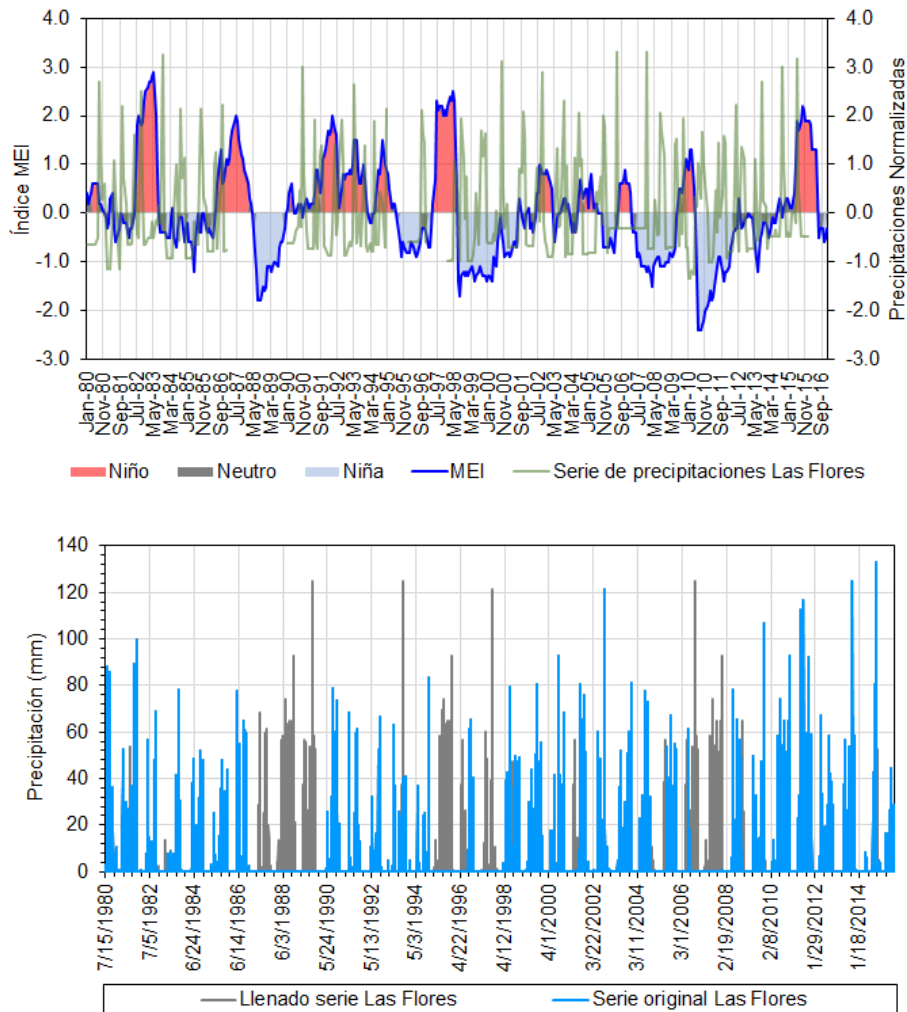 4.0
3.0
2.0
1.0
0.0
-1.0
-2.0
-3.0
Índice MEI
4.0
3.0
2.0
1.0
0.0
-1.0
-2.0
-3.0
Precipitaciones Normalizadas
Jan-80
Nov-80
Sep-81
Jul-82
May-83
Mar-84
Jan-85
Nov-85
Sep-86
Jul-87
May-88
Mar-89
Jan-90
Nov-90
Sep-91
Jul-92
May-93
Mar-94
Jan-95
Nov-95
Sep-96
Jul-97
May-98
Mar-99
Jan-00
Nov-00
Sep-01
Jul-02
May-03
Mar-04
Jan-05
Nov-05
Sep-06
Jul-07
May-08
Mar-09
Jan-10
Nov-10
Sep-11
Jul-12
May-13
Mar-14
Jan-15
Nov-15
Sep-16
Niño Neutro Niña MEI Serie de precipitaciones Las Flores
140
120
100
80
60
40
20
0
Precipitación (mm)
7/15/1980
7/5/1982
6/24/1984
6/14/1986
6/3/1988
5/24/1990
5/13/1992
5/3/1994
4/22/1996
4/12/1998
4/11/2000
3/22/2002
3/11/2004
3/1/2006
2/19/2008
2/8/2010
1/29/2012
1/18/2014
Llenado serie Las Flores Serie original Las Flores